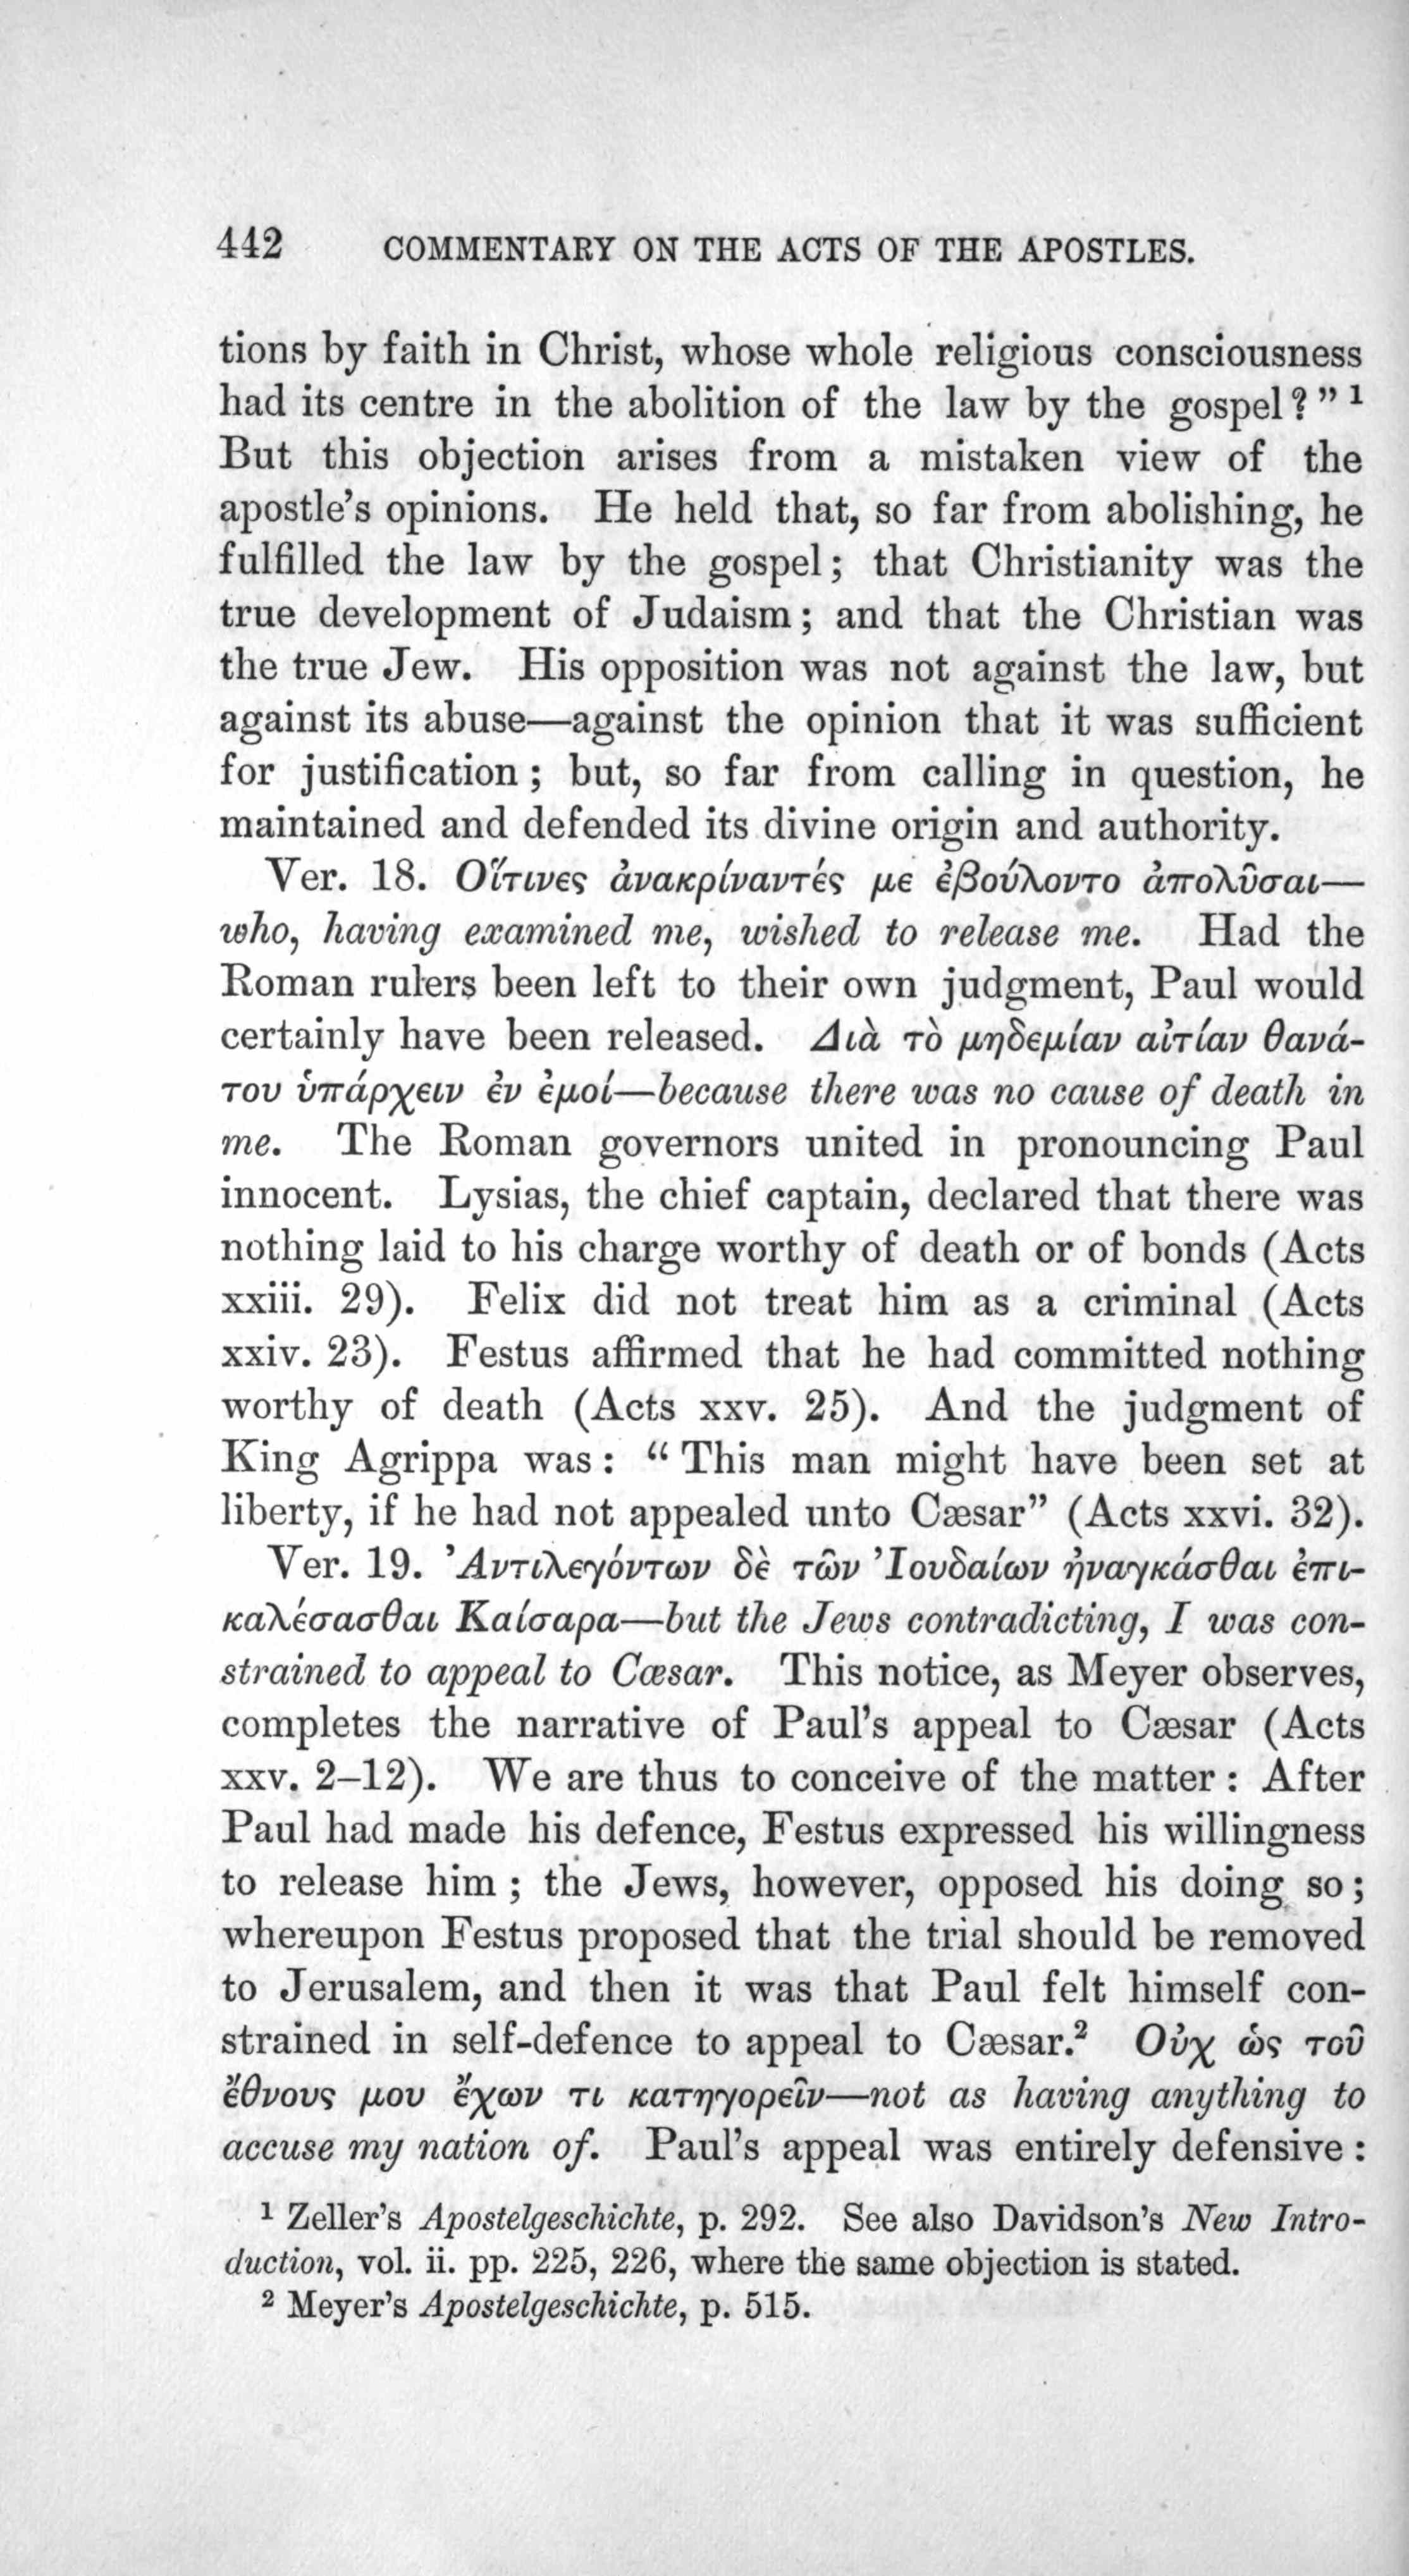 442 COMMENTARY ON THE ACTS OF THE APOSTLES.
tions by faith in Christ, whose whole religious consciousness
had its centre in the abolition of the law by the gospel?” 1
But this objection arises from a mistaken view of the
apostle’s opinions. He held that, so far from abolishing, he
fulfilled the law by the gospel; that Christianity was the
true development of Judaism; and that the Christian was
the true Jew. His opposition was not against the law, but
against its abuse—against the opinion that it was sufficient
for justification; but, so far from calling in question, he
maintained and defended its divine origin and authority.
Ver. 18. Οἵτινες ἀνακρίναντές με ἐβούλοντο ἀπολῦσαι—
who, having examined me, wished to release me. Had the
Roman rulers been left to their own judgment, Paul would
certainly have been released. Διὰ τὸ μηδεμίαν αἰτίαν θανά-
του ὑπάρχειν ἐν ἐμοί—because there was no cause of death in
me. The Roman governors united in pronouncing Paul
innocent. Lysias, the chief captain, declared that there was
nothing laid to his charge worthy of death or of bonds (Acts
xxiii. 29). Felix did not treat him as a criminal (Acts
xxiv. 23). Festus affirmed that he had committed nothing
worthy of death (Acts xxv. 25). And the judgment of
King Agrippa was: “This man might have been set at
liberty, if he had not appealed unto Cæsar” (Acts xxvi. 32).
Ver. 19. Ἀντιλεγόντων δὲ τῶν Ἰουδαίων ἠναγκάσθαι ἐπι-
καλέσασθαι Καίσαρα—but the Jews contradicting, I was con-
strained to appeal to Cæsar. This notice, as Meyer observes,
completes the narrative of Paul’s appeal to Cæsar (Acts
xxv. 2–12). We are thus to conceive of the matter: After
Paul had made his defence, Festus expressed his willingness
to release him; the Jews, however, opposed his doing so;
whereupon Festus proposed that the trial should be removed
to Jerusalem, and then it was that Paul felt himself con-
strained in self-defence to appeal to Cæsar.2 Οὐχ ὡς τοῦ
ἔθνους μου ἔχων τι κατηγορεῖν—not as having anything to
accuse my nation of. Paul’s appeal was entirely defensive:
1 Zeller’s Apostelgeschichte, p. 292. See also Davidson’s New Intro-
duction, vol. ii. pp. 225, 226, where the same objection is stated.
2 Meyer’s Apostelgeschichte, p. 515.